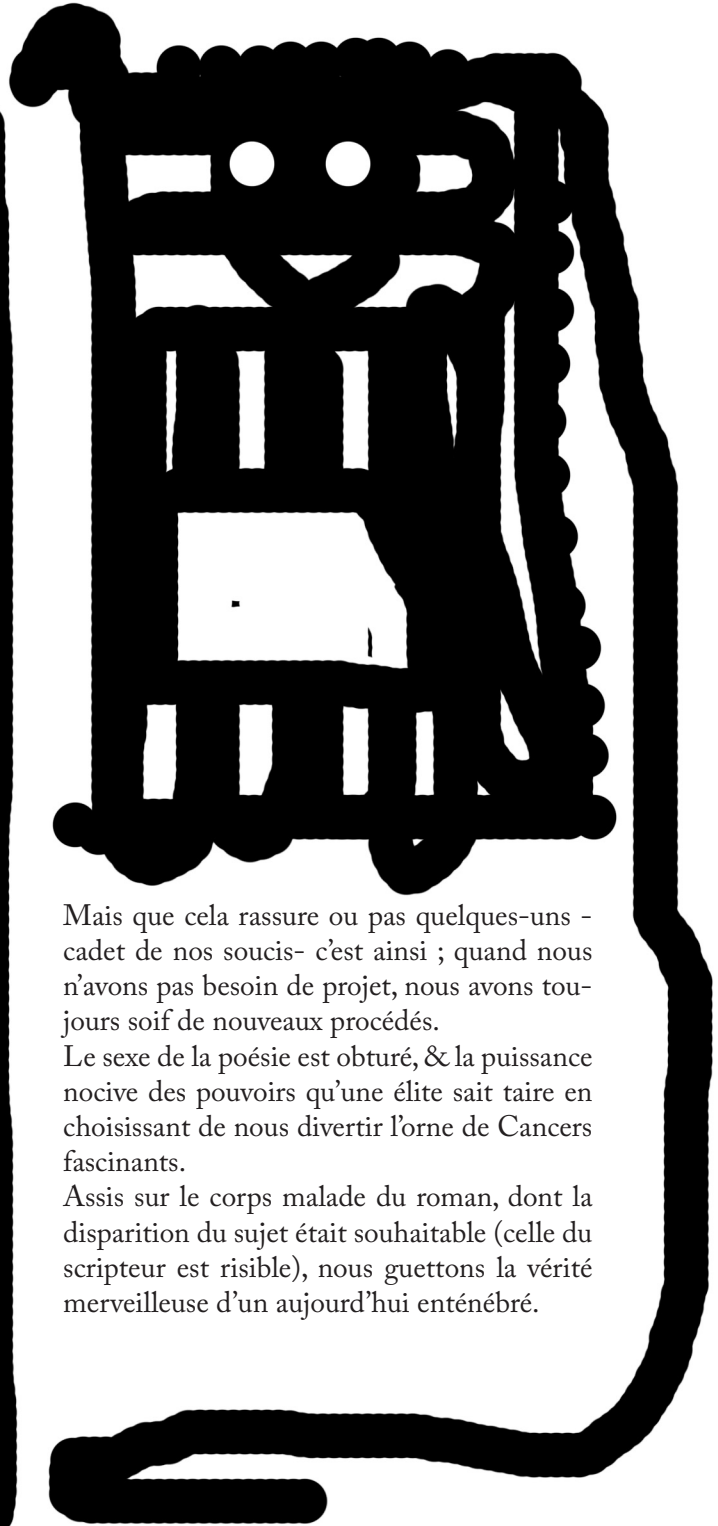 Mais que cela rassure ou pas quelques-uns -
cadet de nos soucis- c’est ainsi ; quand nous
n’avons pas besoin de projet, nous avons tou-
jours soif de nouveaux procédés.
Le sexe de la poésie est obturé, & la puissance
nocive des pouvoirs qu’une élite sait taire en
choisissant de nous divertir l’orne de Cancers
fascinants.
Assis sur le corps malade du roman, dont la
disparition du sujet était souhaitable (celle du
scripteur est risible), nous guettons la vérité
merveilleuse d’un aujourd’hui enténébré.